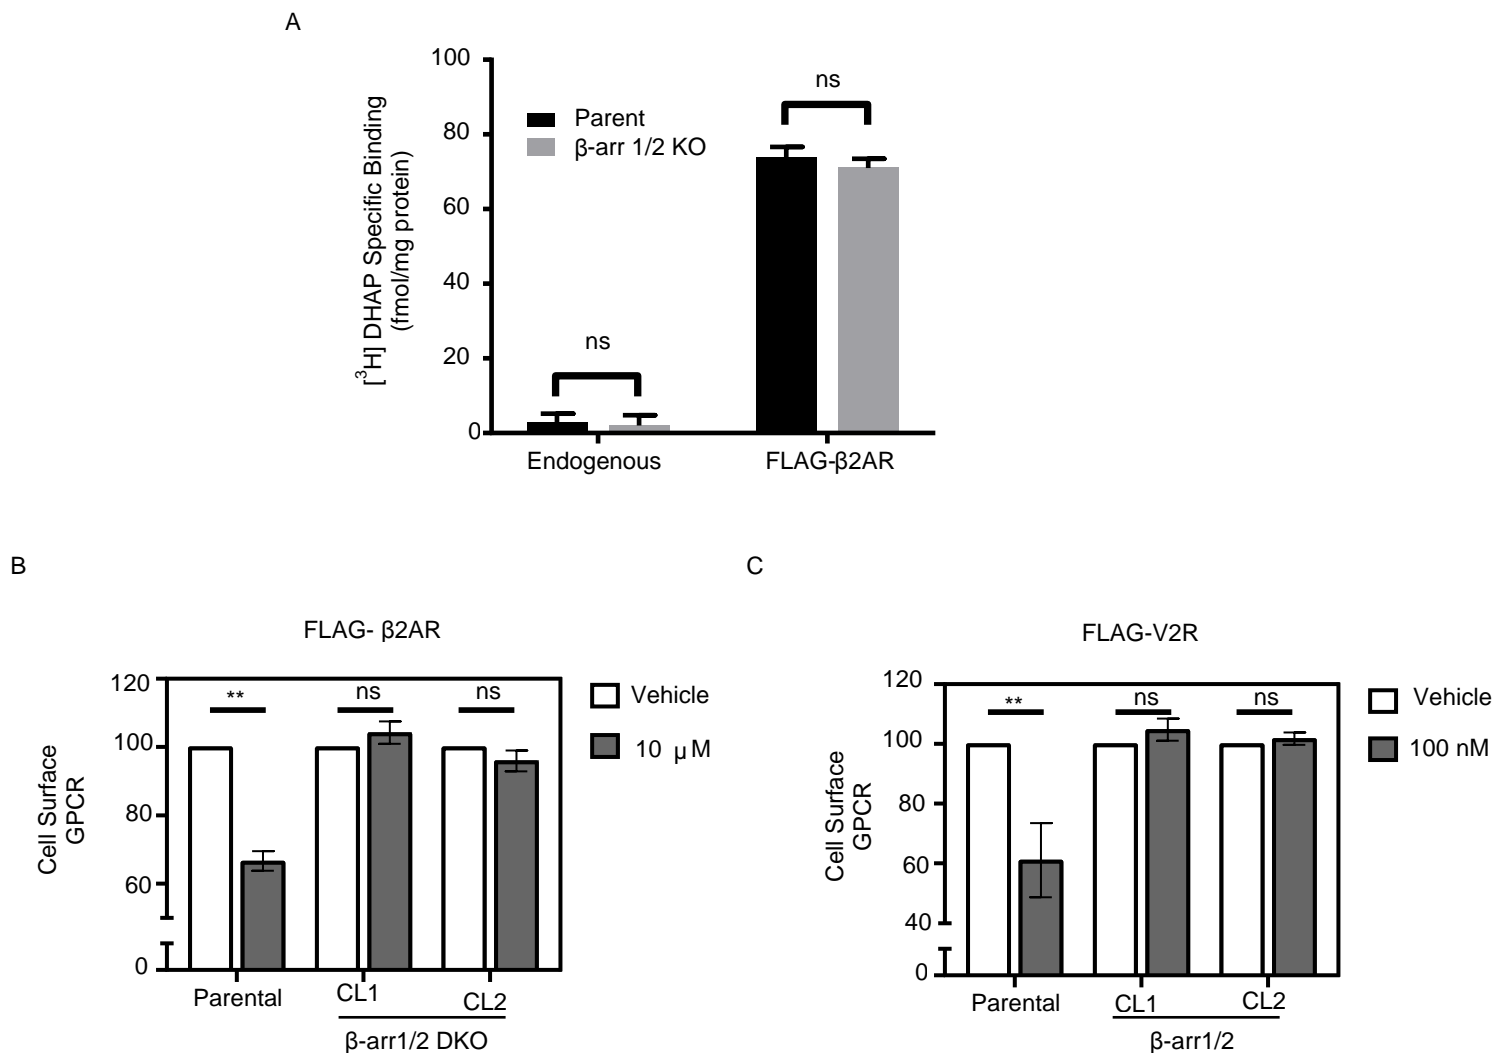 A
100
80
60
40
20
0
[3H] DHAP Specific Binding
(fmol/mg protein)
Parent
β-arr 1/2 KO
ns
ns
Endogenous
FLAG-β2AR
B
FLAG- β2AR
120
100
80
60
0
Cell Surface
GPCR
**
ns
ns
Vehicle
10 μM
Parental
CL1
CL2
β-arr1/2 DKO
C
FLAG-V2R
120
100
80
60
40
0
Cell Surface
GPCR
**
ns
ns
Vehicle
100 nM
Parental
CL1
CL2
β-arr1/2